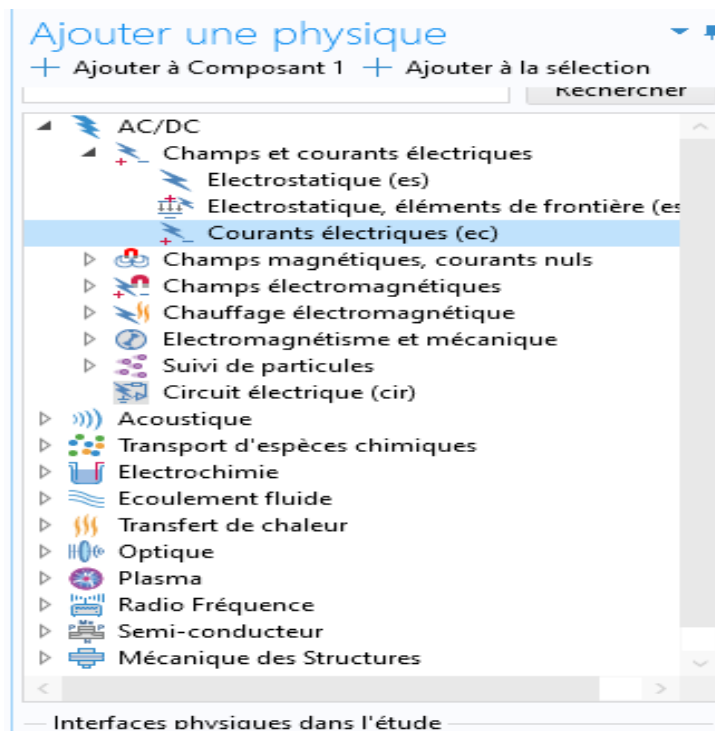 Ajouter une physique
Ajouter à Composant 1 Ajouter à la sélection
Rechercher
AC/DC
Champs et courants électriques
Electrostatique (es)
Electrostatique, éléments de frontière (es
Courants électriques (ec)
Champs magnétiques, courants nuls
Champs électromagnétiques
Chauffage électromagnétique
Electromagnétisme et mécanique
Suivi de particules
Circuit électrique (cir)
Acoustique
Transport d'espèces chimiques
Electrochimie
Ecoulement fluide
Transfert de chaleur
Optique
Plasma
Radio Fréquence
Semi-conducteur
Mécanique des Structures
Interfaces physiques dans l'étude